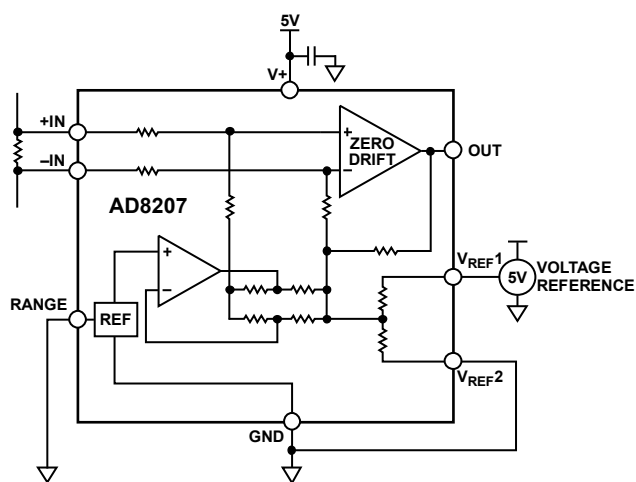 5V
V+
+IN
–IN
+
–
ZERO
DRIFT
OUT
AD8207
+
–
VREF1
5V
VOLTAGE
REFERENCE
RANGE
REF
VREF2
GND